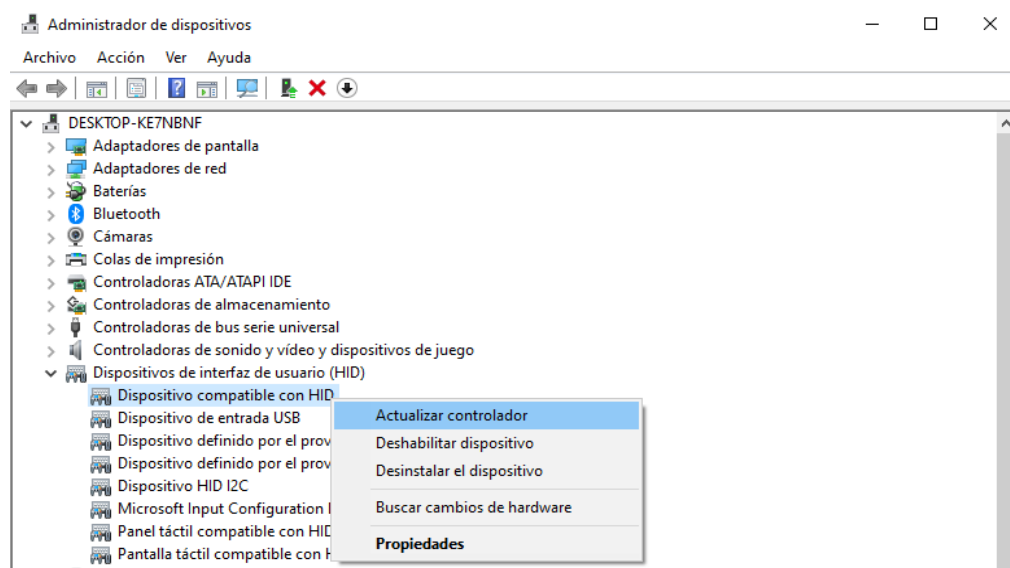 Administrador de dispositivos
Archivo Acción Ver Ayuda
DESKTOP-KE7NBNF
Adaptadores de pantalla
Adaptadores de red
Baterías
Bluetooth
Cámaras
Colas de impresión
Controladoras ATA/ATAPI IDE
Controladoras de almacenamiento
Controladoras de bus serie universal
Controladoras de sonido y vídeo y dispositivos de juego
Dispositivos de interfaz de usuario (HID)
Dispositivo compatible con HID
Dispositivo de entrada USB
Dispositivo definido por el prov
Dispositivo definido por el prov
Dispositivo HID I2C
Microsoft Input Configuration
Panel táctil compatible con HID
Pantalla táctil compatible con
Actualizar controlador
Deshabilitar dispositivo
Desinstalar el dispositivo
Buscar cambios de hardware
Propiedades